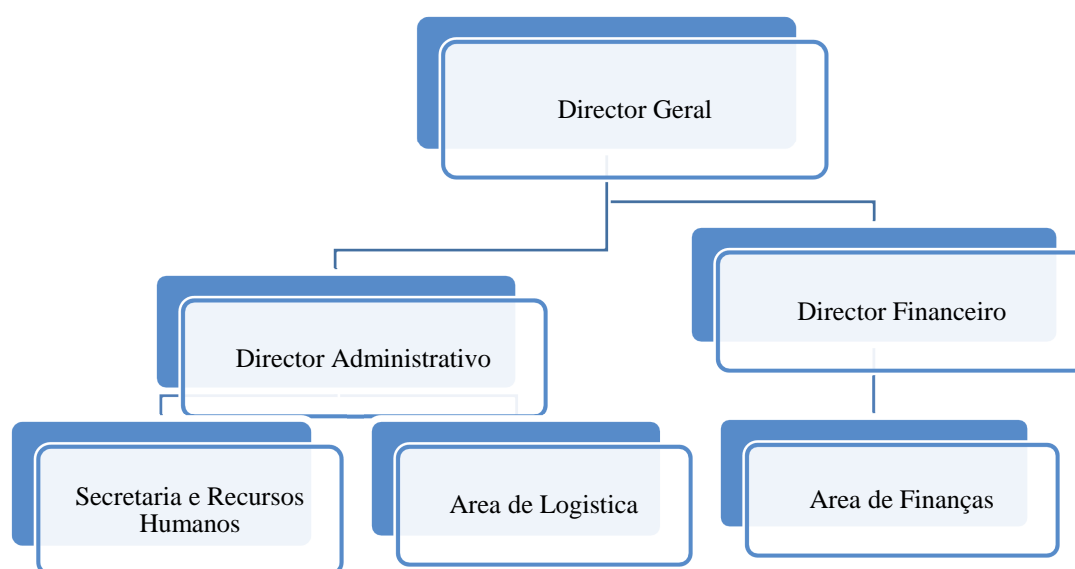 Director Geral
Director Financeiro
Director Administrativo
Secretaria e Recursos
Humanos
Area de Logistica
Area de Finanças